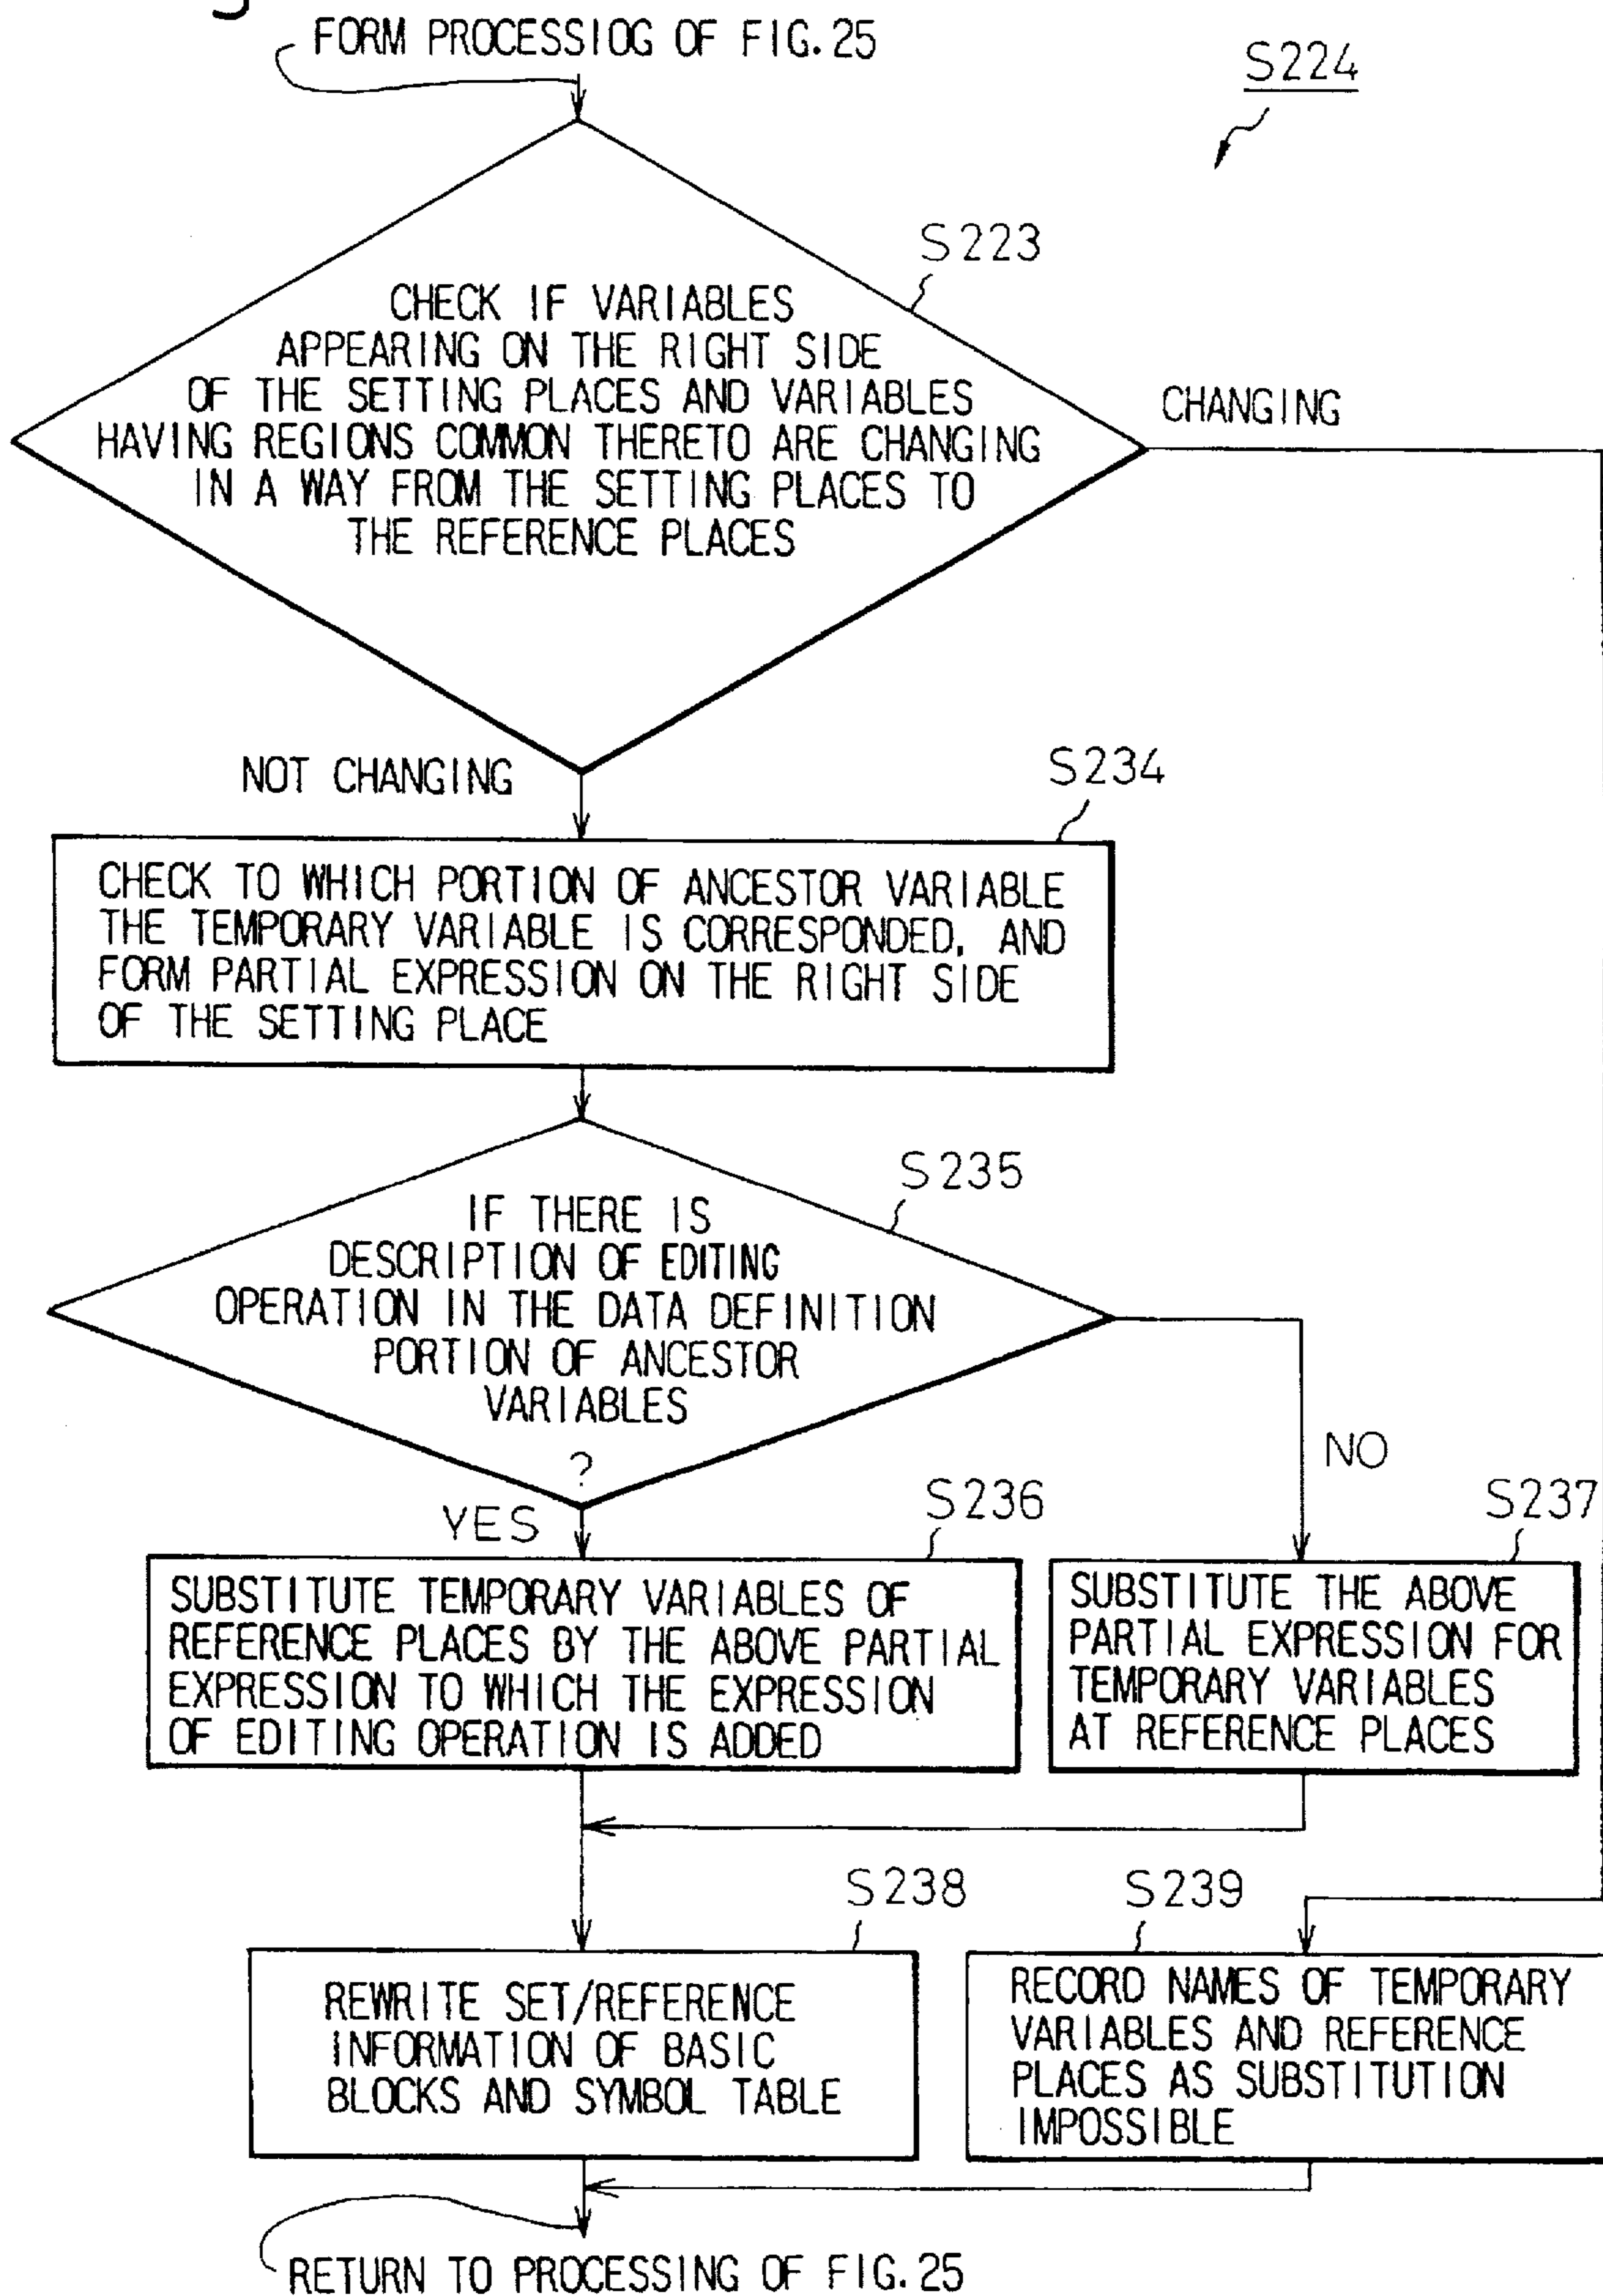 FORM PROCESSIOG OF FIG. 25
S224
S223
CHECK IF VARIABLES
APPEARING ON THE RIGHT SIDE
OF THE SETTING PLACES AND VARIABLES
HAVING REGIONS COMMON THERETO ARE CHANGING
IN A WAY FROM THE SETTING PLACES TO
THE REFERENCE PLACES
CHANGING
NOT CHANGING
S234
CHECK TO WHICH PORTION OF ANCESTOR VARIABLE
THE TEMPORARY VARIABLE IS CORRESPONDED, AND
FORM PARTIAL EXPRESSION ON THE RIGHT SIDE
OF THE SETTING PLACE
S235
IF THERE IS
DESCRIPTION OF EDITING
OPERATION IN THE DATA DEFINITION
PORTION OF ANCESTOR
VARIABLES
?
YES
NO
S236
SUBSTITUTE TEMPORARY VARIABLES OF
REFERENCE PLACES BY THE ABOVE PARTIAL
EXPRESSION TO WHICH THE EXPRESSION
OF EDITING OPERATION IS ADDED
S237
SUBSTITUTE THE ABOVE
PARTIAL EXPRESSION FOR
TEMPORARY VARIABLES
AT REFERENCE PLACES
S238
REWRITE SET/REFERENCE
INFORMATION OF BASIC
BLOCKS AND SYMBOL TABLE
S239
RECORD NAMES OF TEMPORARY
VARIABLES AND REFERENCE
PLACES AS SUBSTITUTION
IMPOSSIBLE
RETURN TO PROCESSING OF FIG. 25